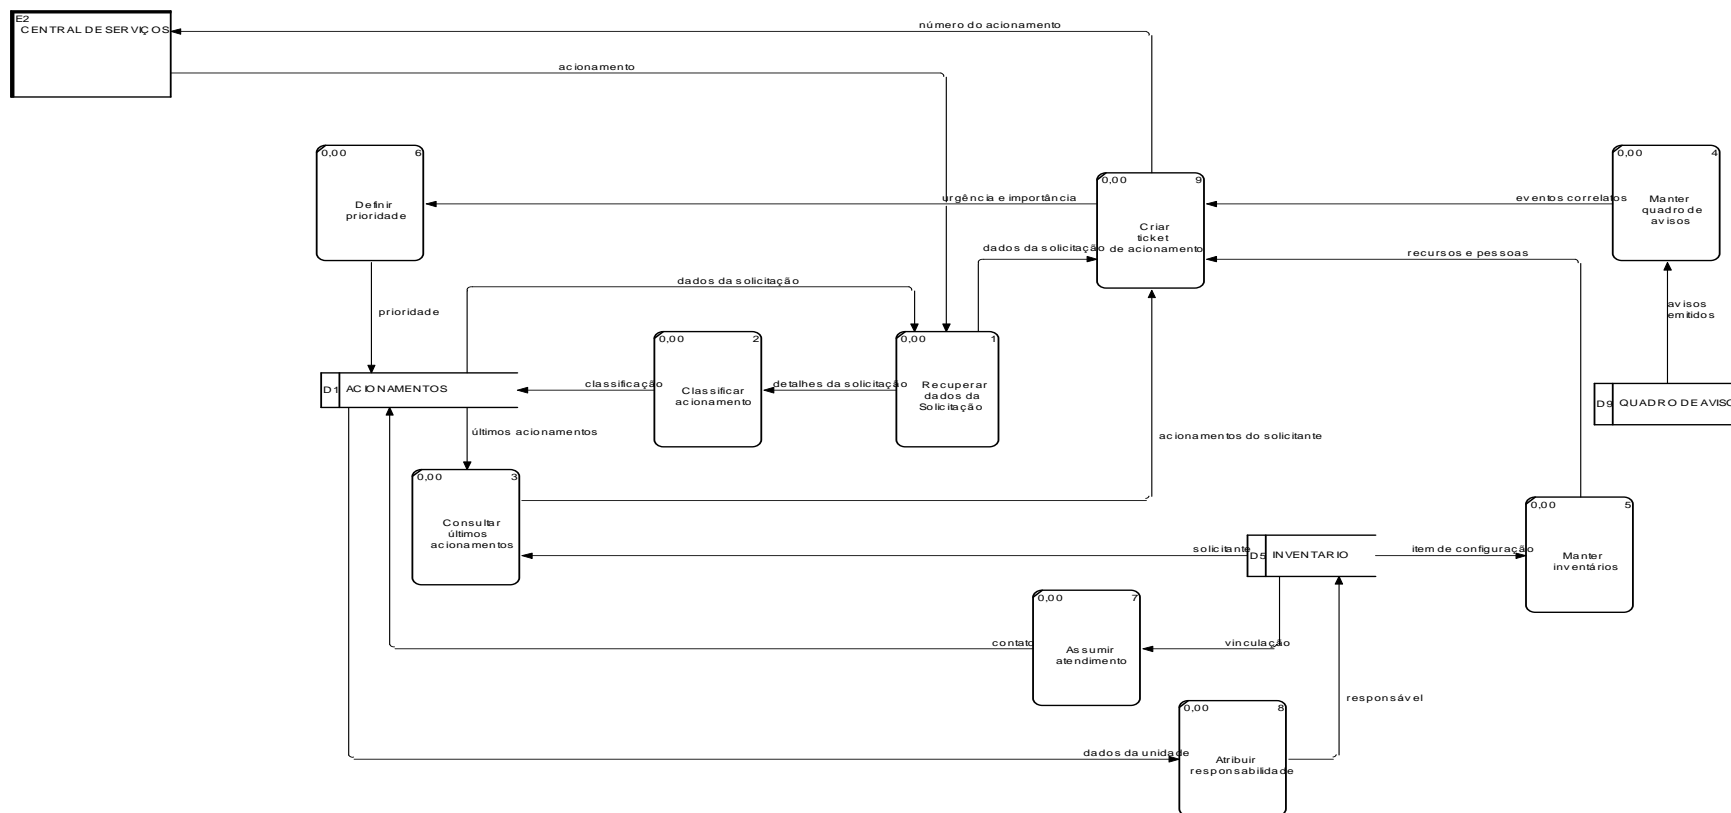 E2
CENTRAL DE SERVIÇOS
número do acionamento
acionamento
0,00 6
Definir
prioridade
urgência e importância
0,00 9
Criar
ticket
de acionamento
eventos correlatos
0,00 4
Manter
quadro de
avisos
dados da solicitação
recursos e pessoas
dados da solicitação
prioridade
avisos
emitidos
0,00 2
Classificar
acionamento
0,00 1
Recuperar
dados da
Solicitação
D1 ACIONAMENTOS
classificação
detalhes da solicitação
D9 QUADRO DE AVISO
últimos acionamentos
acionamentos do solicitante
0,00 3
Consultar
últimos
acionamentos
0,00 5
Manter
inventários
solicitante
D5 INVENTARIO
item de configuração
0,00 7
Assumir
atendimento
contato
vinculação
responsável
0,00 8
Atribuir
responsabilidade
dados da unidade